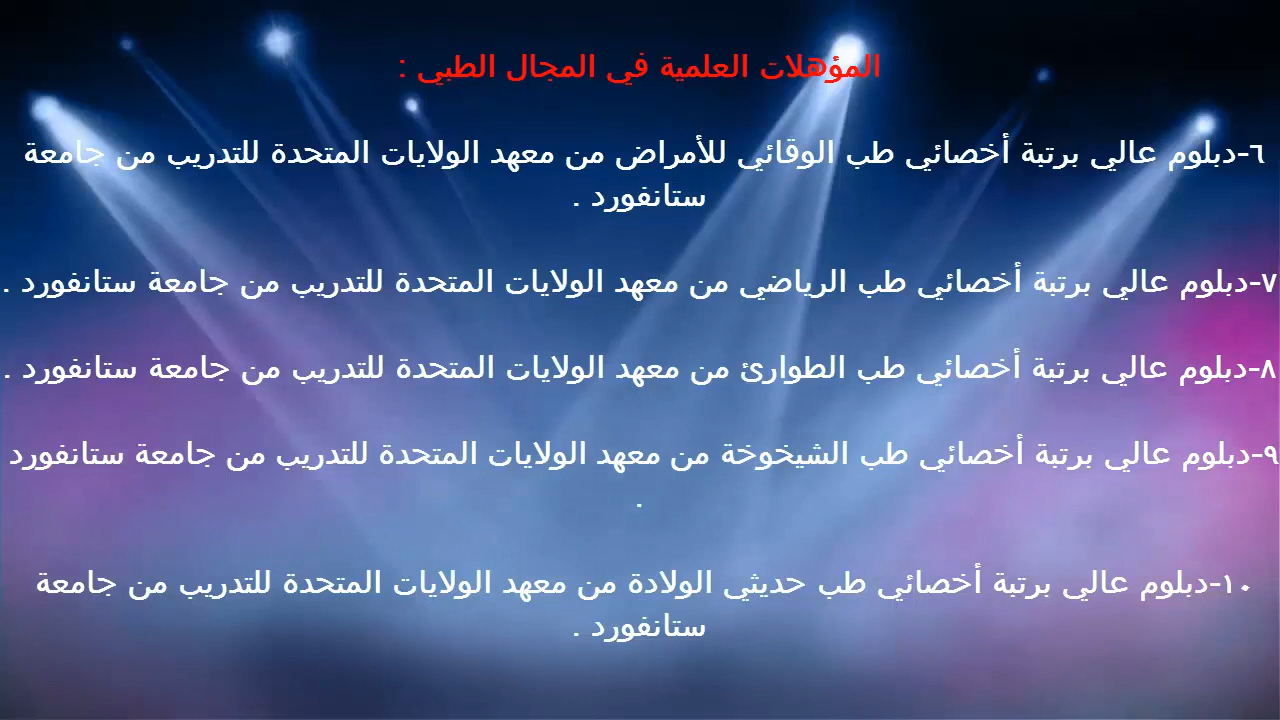 المؤهلات العلمية في المجال الطبي :
٦-دبلوم عالي برتبة أخصائي طب الوقائي للأمراض من معهد الولايات المتحدة للتدريب من جامعة
ستانفورد .
٧-دبلوم عالي برتبة أخصائي طب الرياضي من معهد الولايات المتحدة للتدريب من جامعة ستانفورد .
٨-دبلوم عالي برتبة أخصائي طب الطوارئ من معهد الولايات المتحدة للتدريب من جامعة ستانفورد .
٩-دبلوم عالي برتبة أخصائي طب الشيخوخة من معهد الولايات المتحدة للتدريب من جامعة ستانفورد
.
١٠-دبلوم عالي برتبة أخصائي طب حديثي الولادة من معهد الولايات المتحدة للتدريب من جامعة
ستانفورد .